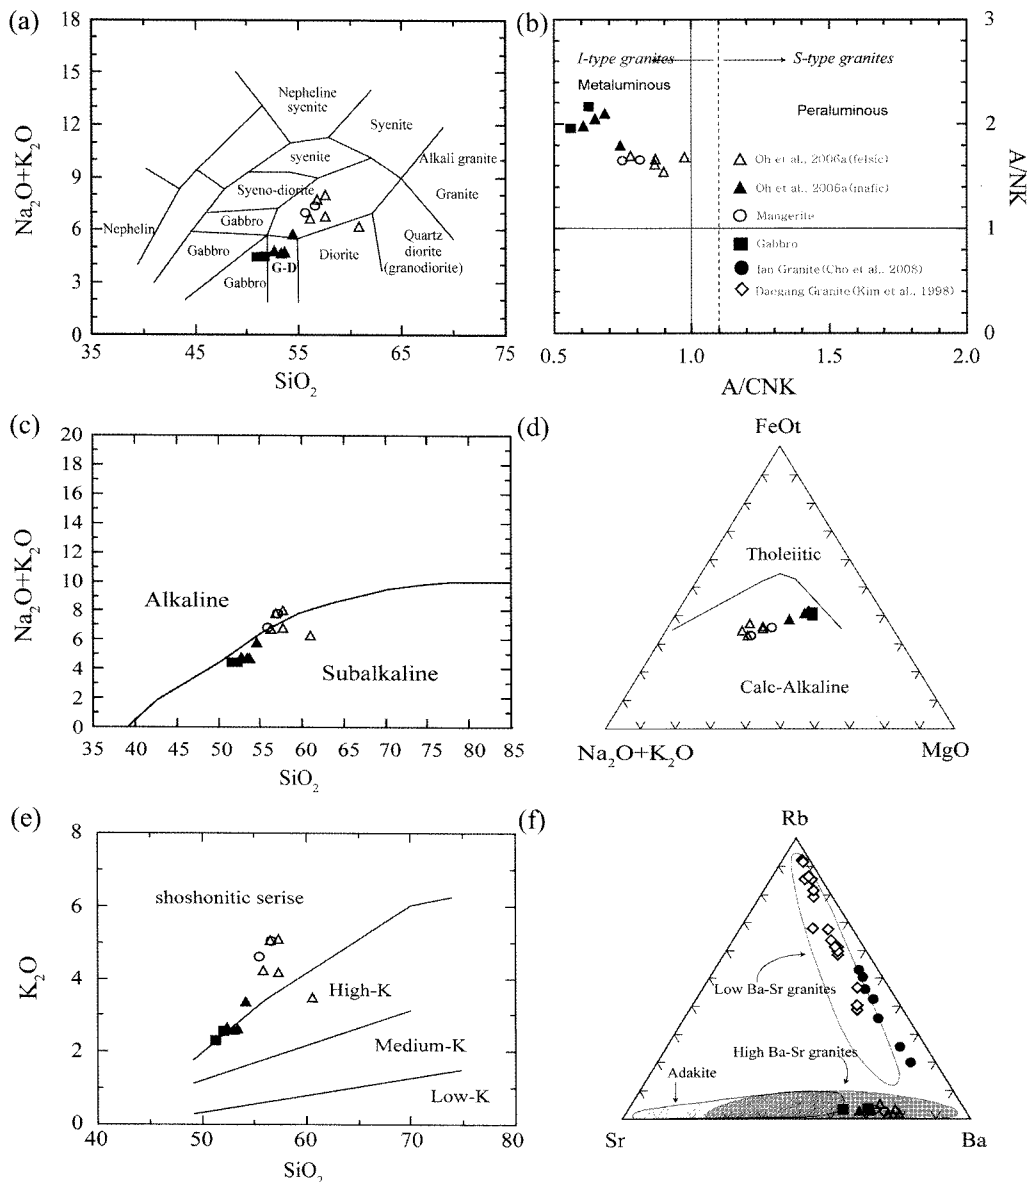 (a)
18
15
12
9
6
3
0
Na2O+K2O
35
45
55
65
75
SiO2
Nepheline
syenite
Syenite
syenite
Alkali granite
Syeno-diorite
Granite
Gabbro
Nephelin
Gabbro
Diorite
Quartz
diorite
(granodiorite)
G-D
Gabbro
(b)
3
2
1
0
A/NK
0.5
1.0
1.5
2.0
A/CNK
I-type granites
S-type granites
Metaluminous
Peraluminous
Oh et al., 2006a(felsic)
Oh et al., 2006a(mafic)
Mangerite
Gabbro
Ian Granite(Cho et al., 2008)
Daegang Granite(Kim et al., 1998)
(c)
20
18
16
14
12
10
8
6
4
2
0
Na2O+K2O
35
40
45
50
55
60
65
70
75
80
85
SiO2
Alkaline
Subalkaline
(d)
FeOt
Tholeiitic
Calc-Alkaline
Na2O+K2O
MgO
(e)
8
6
4
2
0
K2O
40
50
60
70
80
SiO2
shoshonitic serise
High-K
Medium-K
Low-K
(f)
Rb
Low Ba-Sr granites
High Ba-Sr granites
Adakite
Sr
Ba